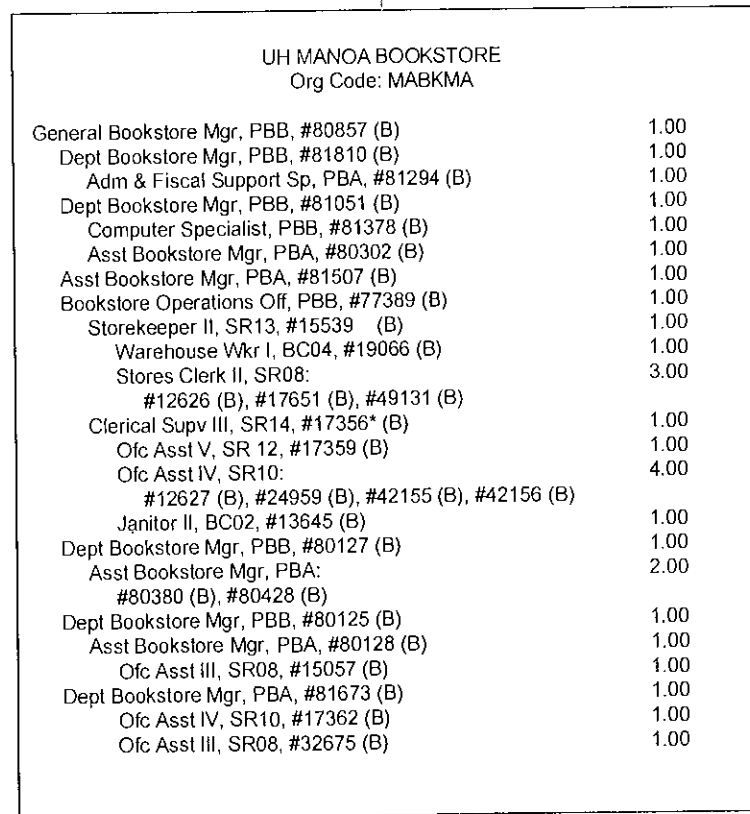 UH MANOA BOOKSTORE
Org Code: MABKMA
General Bookstore Mgr, PBB, #80857 (B) 1.00
Dept Bookstore Mgr, PBB, #81810 (B) 1.00
Adm & Fiscal Support Sp, PBA, #81294 (B) 1.00
Dept Bookstore Mgr, PBB, #81051 (B) 1.00
Computer Specialist, PBB, #81378 (B) 1.00
Asst Bookstore Mgr, PBA, #80302 (B) 1.00
Asst Bookstore Mgr, PBA, #81507 (B) 1.00
Bookstore Operations Off, PBB, #77389 (B) 1.00
Storekeeper II, SR13, #15539 (B) 1.00
Warehouse Wkr I, BC04, #19066 (B) 1.00
Stores Clerk II, SR08: 3.00
#12626 (B), #17651 (B), #49131 (B)
Clerical Supv III, SR14, #17356* (B) 1.00
Ofc Asst V, SR 12, #17359 (B) 1.00
Ofc Asst IV, SR10: 4.00
#12627 (B), #24959 (B), #42155 (B), #42156 (B)
Janitor II, BC02, #13645 (B) 1.00
Dept Bookstore Mgr, PBB, #80127 (B) 1.00
Asst Bookstore Mgr, PBA: 2.00
#80380 (B), #80428 (B)
Dept Bookstore Mgr, PBB, #80125 (B) 1.00
Asst Bookstore Mgr, PBA, #80128 (B) 1.00
Ofc Asst III, SR08, #15057 (B) 1.00
Dept Bookstore Mgr, PBA, #81673 (B) 1.00
Ofc Asst IV, SR10, #17362 (B) 1.00
Ofc Asst III, SR08, #32675 (B) 1.00